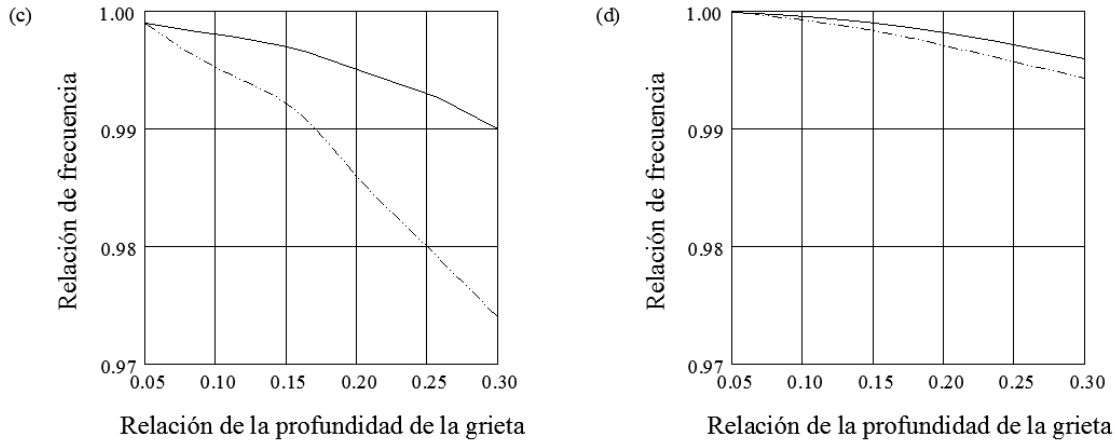 (c)
1.00
0.99
0.98
0.97
Relación de frecuencia
0.05 0.10 0.15 0.20 0.25 0.30
Relación de la profundidad de la grieta
(d)
1.00
0.99
0.98
0.97
Relación de frecuencia
0.05 0.10 0.15 0.20 0.25 0.30
Relación de la profundidad de la grieta